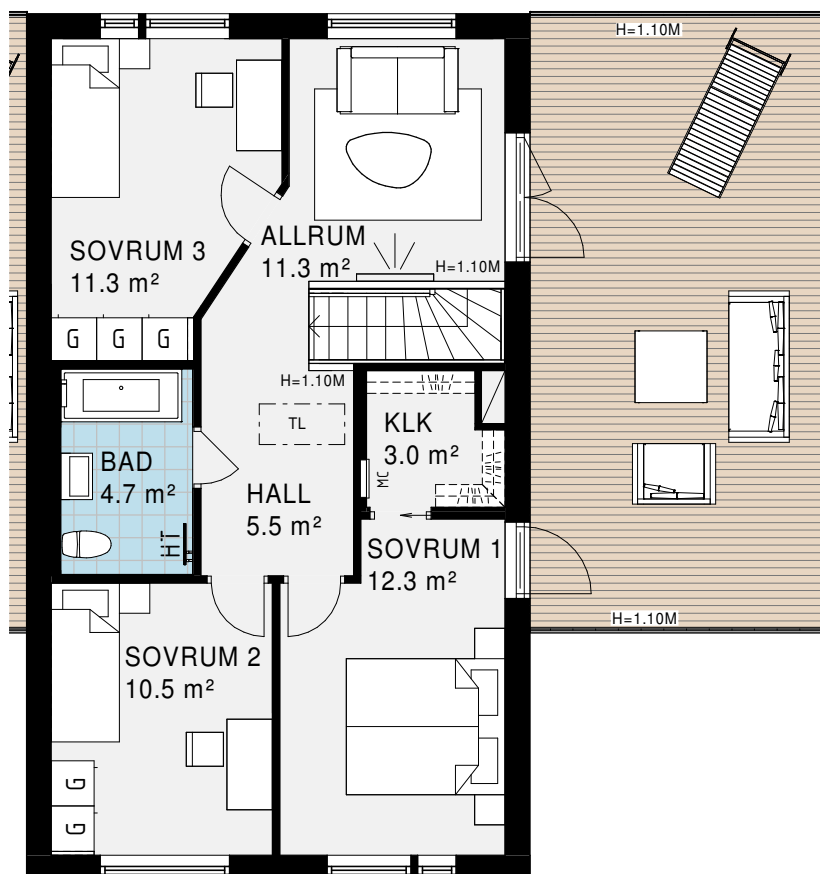 H=1.10M
SOVRUM 3
11.3 m²
ALLRUM
11.3 m²
H=1.10M
G G G
H=1.10M
TL
KLK
3.0 m²
MC
BAD
4.7 m²
HALL
5.5 m²
HT
SOVRUM 1
12.3 m²
H=1.10M
SOVRUM 2
10.5 m²
G
G